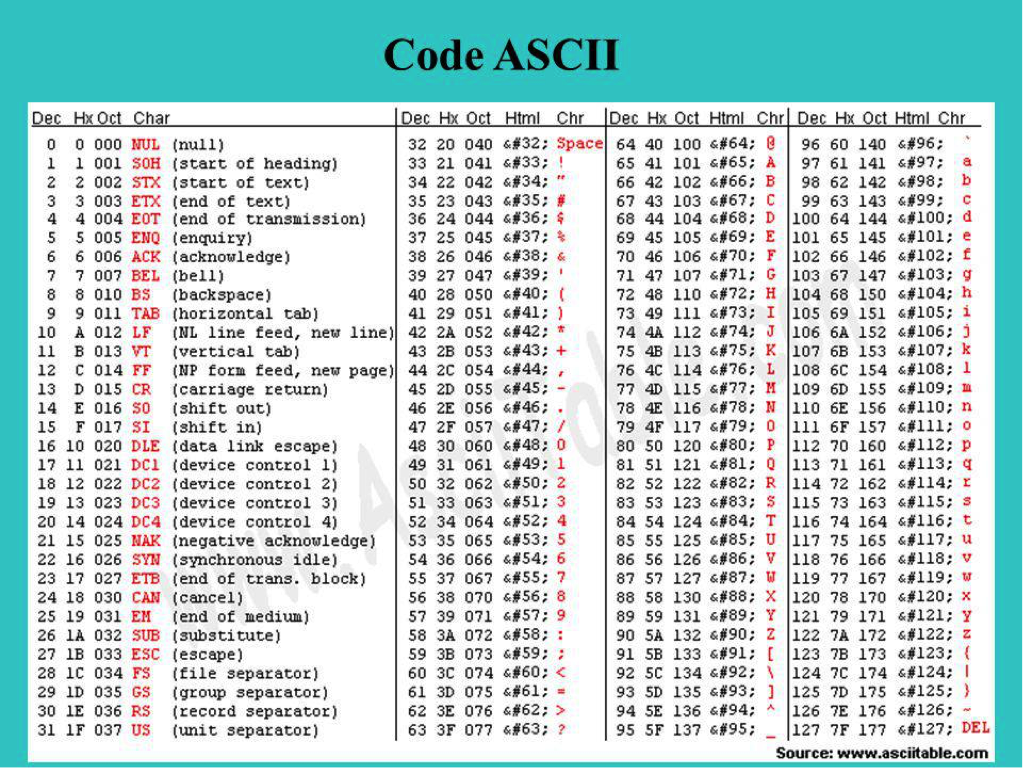 Code ASCII
Dec Hx Oct Char Dec Hx Oct Html Chr Dec Hx Oct Html Chr Dec Hx Oct Html Chr
0 0 000 NUL (null) 32 20 040 &#32; Space 64 40 100 &#64; @ 96 60 140 &#96; `
1 1 001 SOH (start of heading) 33 21 041 &#33; ! 65 41 101 &#65; A 97 61 141 &#97; a
2 2 002 STX (start of text) 34 22 042 &#34; " 66 42 102 &#66; B 98 62 142 &#98; b
3 3 003 ETX (end of text) 35 23 043 &#35; # 67 43 103 &#67; C 99 63 143 &#99; c
4 4 004 EOT (end of transmission) 36 24 044 &#36; $ 68 44 104 &#68; D 100 64 144 &#100; d
5 5 005 ENQ (enquiry) 37 25 045 &#37; % 69 45 105 &#69; E 101 65 145 &#101; e
6 6 006 ACK (acknowledge) 38 26 046 &#38; & 70 46 106 &#70; F 102 66 146 &#102; f
7 7 007 BEL (bell) 39 27 047 &#39; ' 71 47 107 &#71; G 103 67 147 &#103; g
8 8 010 BS (backspace) 40 28 050 &#40; ( 72 48 110 &#72; H 104 68 150 &#104; h
9 9 011 TAB (horizontal tab) 41 29 051 &#41; ) 73 49 111 &#73; I 105 69 151 &#105; i
10 A 012 LF (NL line feed, new line) 42 2A 052 &#42; * 74 4A 112 &#74; J 106 6A 152 &#106; j
11 B 013 VT (vertical tab) 43 2B 053 &#43; + 75 4B 113 &#75; K 107 6B 153 &#107; k
12 C 014 FF (NP form feed, new page) 44 2C 054 &#44; , 76 4C 114 &#76; L 108 6C 154 &#108; l
13 D 015 CR (carriage return) 45 2D 055 &#45; - 77 4D 115 &#77; M 109 6D 155 &#109; m
14 E 016 SO (shift out) 46 2E 056 &#46; . 78 4E 116 &#78; N 110 6E 156 &#110; n
15 F 017 SI (shift in) 47 2F 057 &#47; / 79 4F 117 &#79; O 111 6F 157 &#111; o
16 10 020 DLE (data link escape) 48 30 060 &#48; 0 80 50 120 &#80; P 112 70 160 &#112; p
17 11 021 DC1 (device control 1) 49 31 061 &#49; 1 81 51 121 &#81; Q 113 71 161 &#113; q
18 12 022 DC2 (device control 2) 50 32 062 &#50; 2 82 52 122 &#82; R 114 72 162 &#114; r
19 13 023 DC3 (device control 3) 51 33 063 &#51; 3 83 53 123 &#83; S 115 73 163 &#115; s
20 14 024 DC4 (device control 4) 52 34 064 &#52; 4 84 54 124 &#84; T 116 74 164 &#116; t
21 15 025 NAK (negative acknowledge) 53 35 065 &#53; 5 85 55 125 &#85; U 117 75 165 &#117; u
22 16 026 SYN (synchronous idle) 54 36 066 &#54; 6 86 56 126 &#86; V 118 76 166 &#118; v
23 17 027 ETB (end of trans. block) 55 37 067 &#55; 7 87 57 127 &#87; W 119 77 167 &#119; w
24 18 030 CAN (cancel) 56 38 070 &#56; 8 88 58 130 &#88; X 120 78 170 &#120; x
25 19 031 EM (end of medium) 57 39 071 &#57; 9 89 59 131 &#89; Y 121 79 171 &#121; y
26 1A 032 SUB (substitute) 58 3A 072 &#58; : 90 5A 132 &#90; Z 122 7A 172 &#122; z
27 1B 033 ESC (escape) 59 3B 073 &#59; ; 91 5B 133 &#91; [ 123 7B 173 &#123; {
28 1C 034 FS (file separator) 60 3C 074 &#60; < 92 5C 134 &#92; \ 124 7C 174 &#124; |
29 1D 035 GS (group separator) 61 3D 075 &#61; = 93 5D 135 &#93; ] 125 7D 175 &#125; }
30 1E 036 RS (record separator) 62 3E 076 &#62; > 94 5E 136 &#94; ^ 126 7E 176 &#126; ~
31 1F 037 US (unit separator) 63 3F 077 &#63; ? 95 5F 137 &#95; _ 127 7F 177 &#127; DEL
Source: www.asciitable.com
www.AsciiTable.com